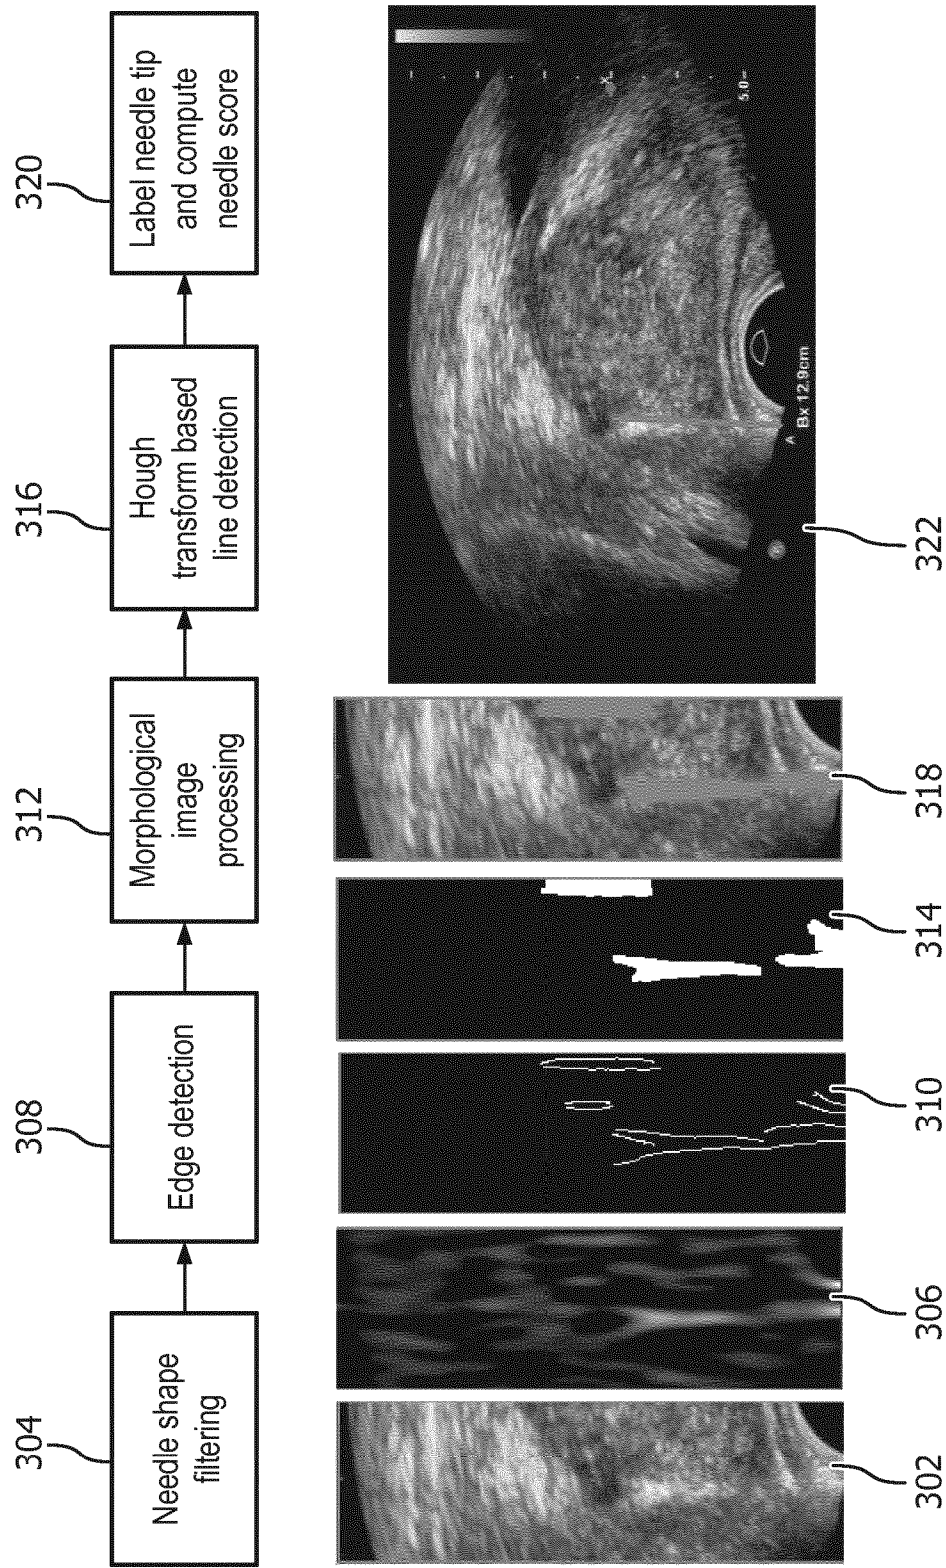 304
Needle shape
filtering
308
Edge detection
312
Morphological
image
processing
316
Hough
transform based
line detection
320
Label needle tip
and compute
needle score
302
306
310
314
318
322
5.0
X
A
Bx 12.9cm